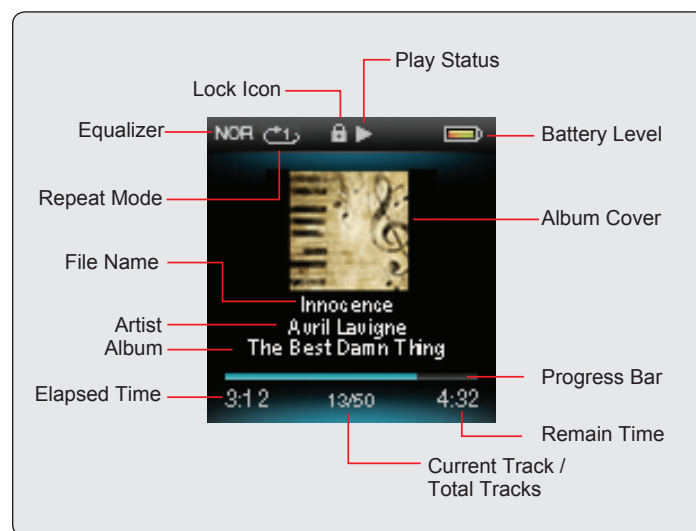 Play Status
Lock Icon
Equalizer
NOR
1
Battery Level
Repeat Mode
Album Cover
File Name
Innocence
Artist
Avril Lavigne
Album
The Best Damn Thing
Progress Bar
Elapsed Time
3:12
13/50
4:32
Remain Time
Current Track /
Total Tracks